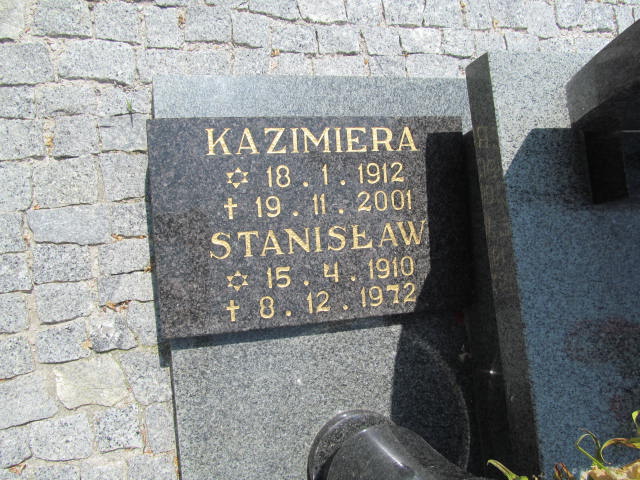 KAZIMIERA
✡ 18 . 1 . 1912
† 19 . 11 . 2001
STANISŁAW
✡ 15 . 4 . 1910
† 8 . 12 . 1972